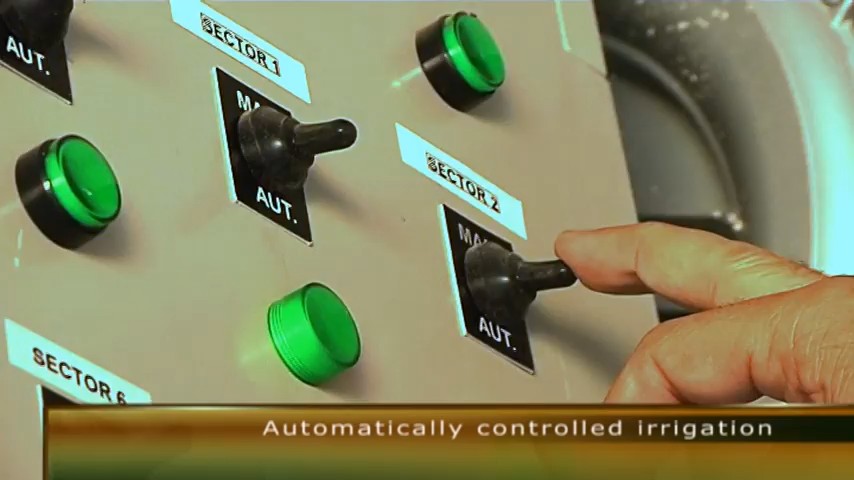 AUT.
SECTOR 1
AUT.
SECTOR 2
AUT.
SECTOR 6
Automatically controlled irrigation